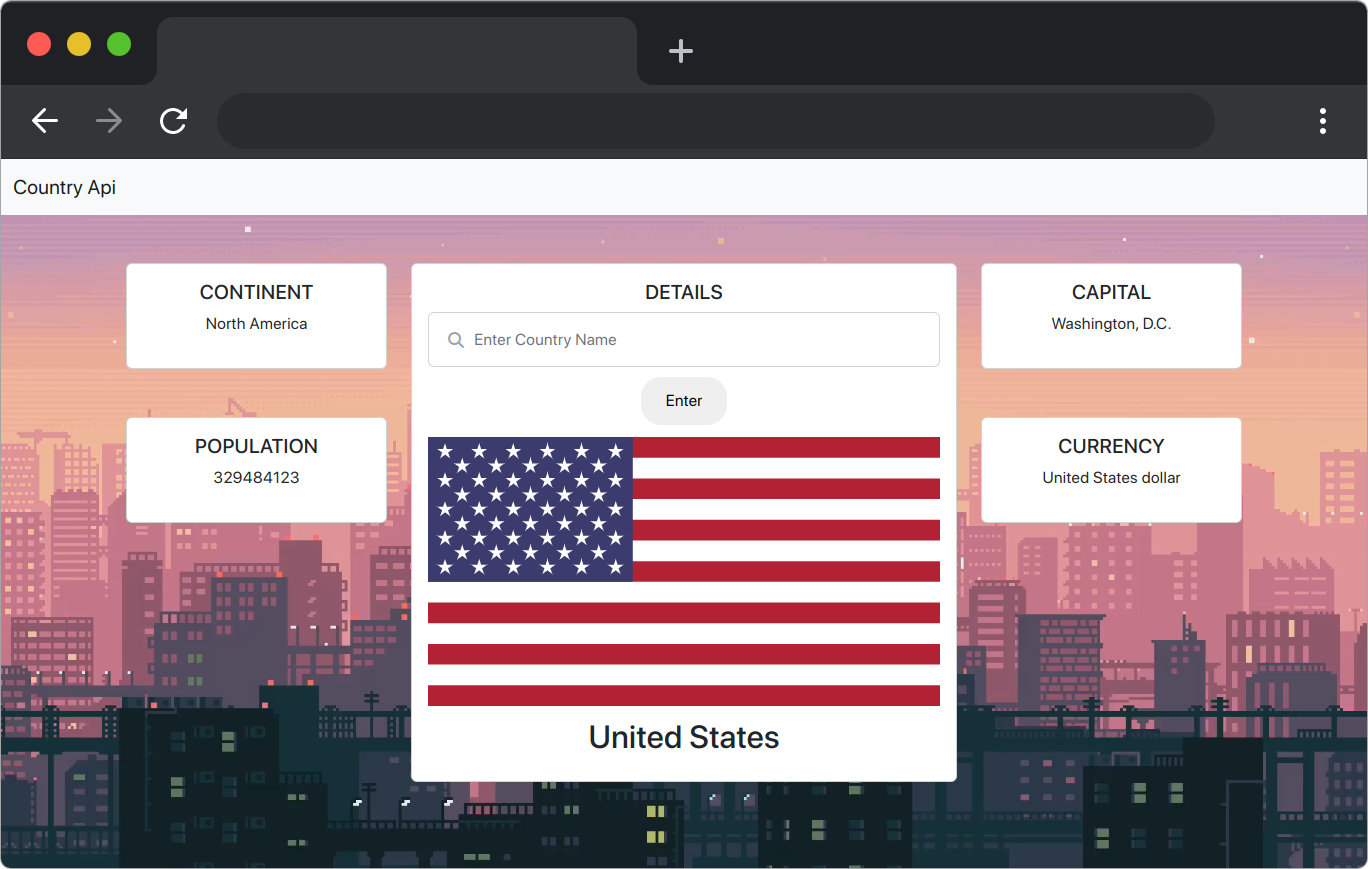 Country Api
CONTINENT
North America
DETAILS
Enter Country Name
Enter
United States
CAPITAL
Washington, D.C.
POPULATION
329484123
CURRENCY
United States dollar